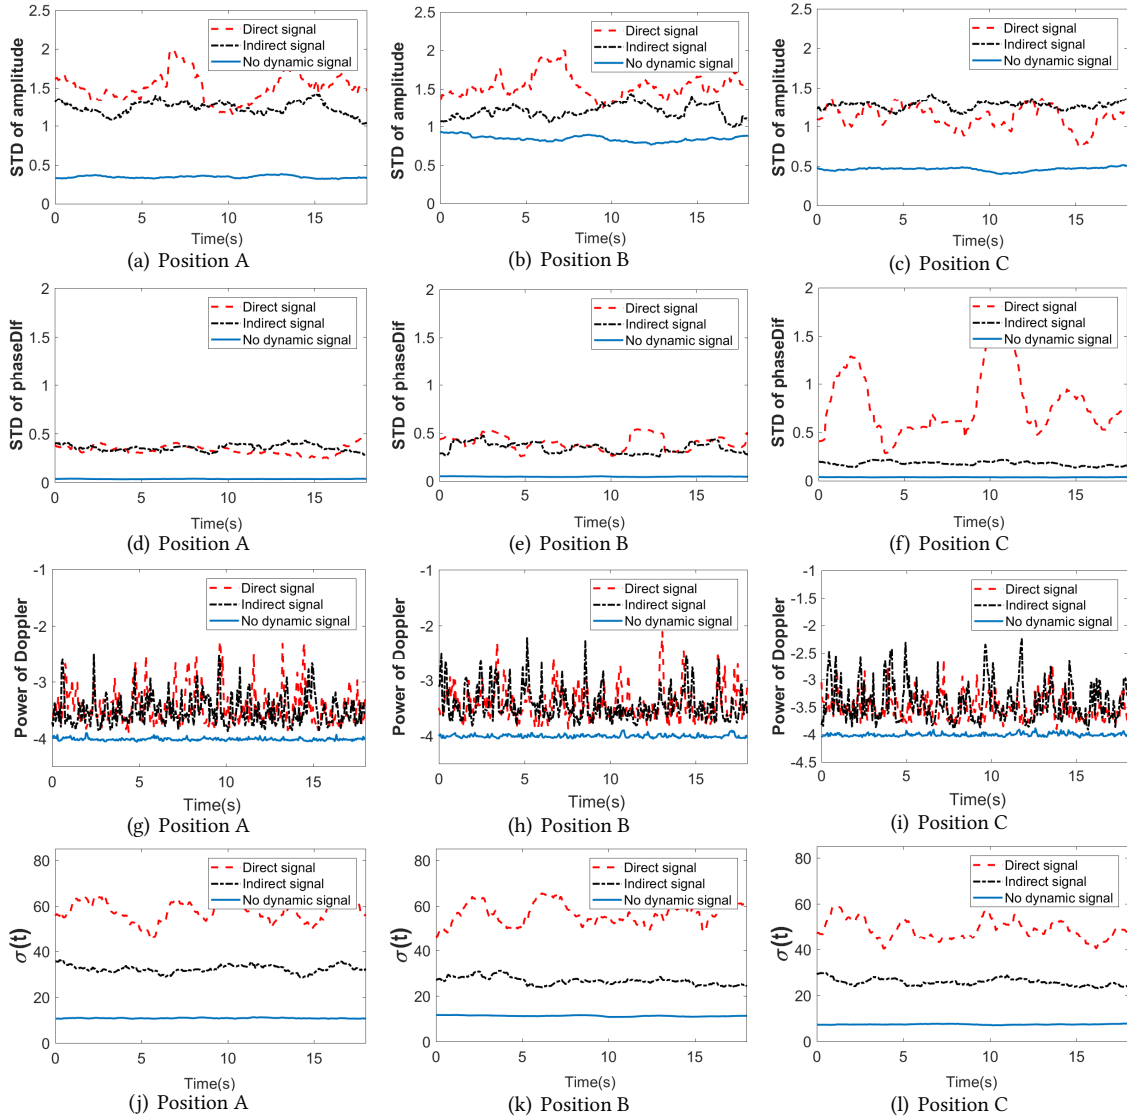 2.5
2
1.5
1
0.5
0
STD of amplitude
Direct signal
Indirect signal
No dynamic signal
0 5 10 15
Time(s)
(a) Position A
2.5
2
1.5
1
0.5
0
STD of amplitude
Direct signal
Indirect signal
No dynamic signal
0 5 10 15
Time(s)
(b) Position B
2.5
2
1.5
1
0.5
0
STD of amplitude
Direct signal
Indirect signal
No dynamic signal
0 5 10 15
Time(s)
(c) Position C
2
1.5
1
0.5
0
STD of phaseDif
Direct signal
Indirect signal
No dynamic signal
0 5 10 15
Time(s)
(d) Position A
2
1.5
1
0.5
0
STD of phaseDif
Direct signal
Indirect signal
No dynamic signal
0 5 10 15
Time(s)
(e) Position B
2
1.5
1
0.5
0
STD of phaseDif
Direct signal
Indirect signal
No dynamic signal
0 5 10 15
Time(s)
(f) Position C
-1
-2
-3
-4
Power of Doppler
Direct signal
Indirect signal
No dynamic signal
0 5 10 15
Time(s)
(g) Position A
-1
-2
-3
-4
Power of Doppler
Direct signal
Indirect signal
No dynamic signal
0 5 10 15
Time(s)
(h) Position B
-1
-1.5
-2
-2.5
-3
-3.5
-4
-4.5
Power of Doppler
Direct signal
Indirect signal
No dynamic signal
0 5 10 15
Time(s)
(i) Position C
80
60
40
20
0
σ(t)
Direct signal
Indirect signal
No dynamic signal
0 5 10 15
Time(s)
(j) Position A
80
60
40
20
0
σ(t)
Direct signal
Indirect signal
No dynamic signal
0 5 10 15
Time(s)
(k) Position B
80
60
40
20
0
σ(t)
Direct signal
Indirect signal
No dynamic signal
0 5 10 15
Time(s)
(l) Position C